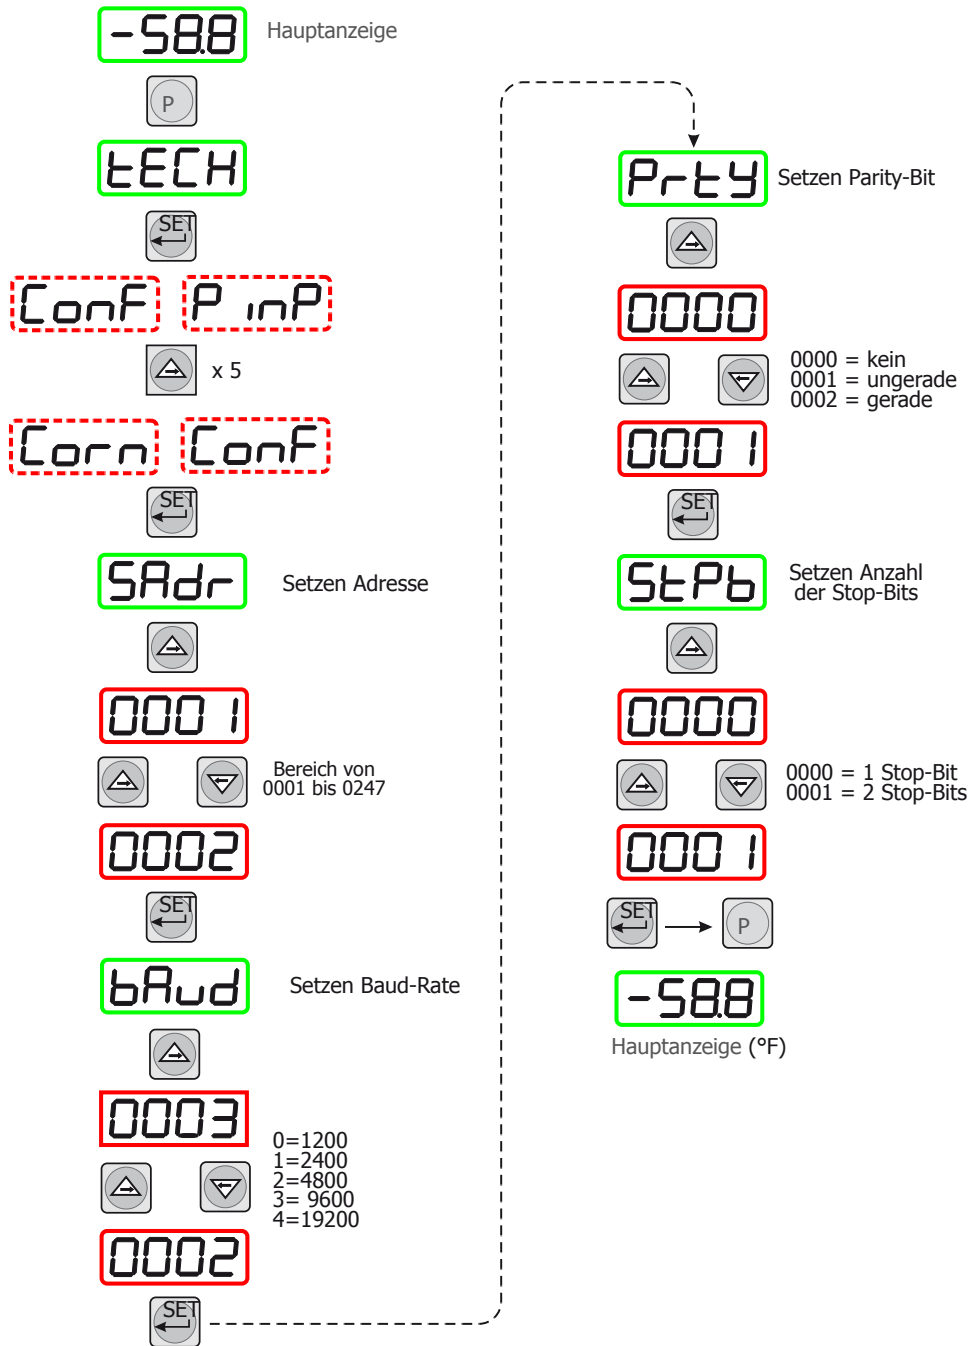 -58.8 Hauptanzeige
P
tECH
SET
ConF P inP
x 5
Corn ConF
SET
SAdr Setzen Adresse
0001
Bereich von
0001 bis 0247
0002
SET
bAud Setzen Baud-Rate
0003
0=1200
1=2400
2=4800
3= 9600
4=19200
0002
SET
PrtY Setzen Parity-Bit
0000
0000 = kein
0001 = ungerade
0002 = gerade
0001
SET
StPb Setzen Anzahl
der Stop-Bits
0000
0000 = 1 Stop-Bit
0001 = 2 Stop-Bits
0001
SET P
-58.8
Hauptanzeige (°F)